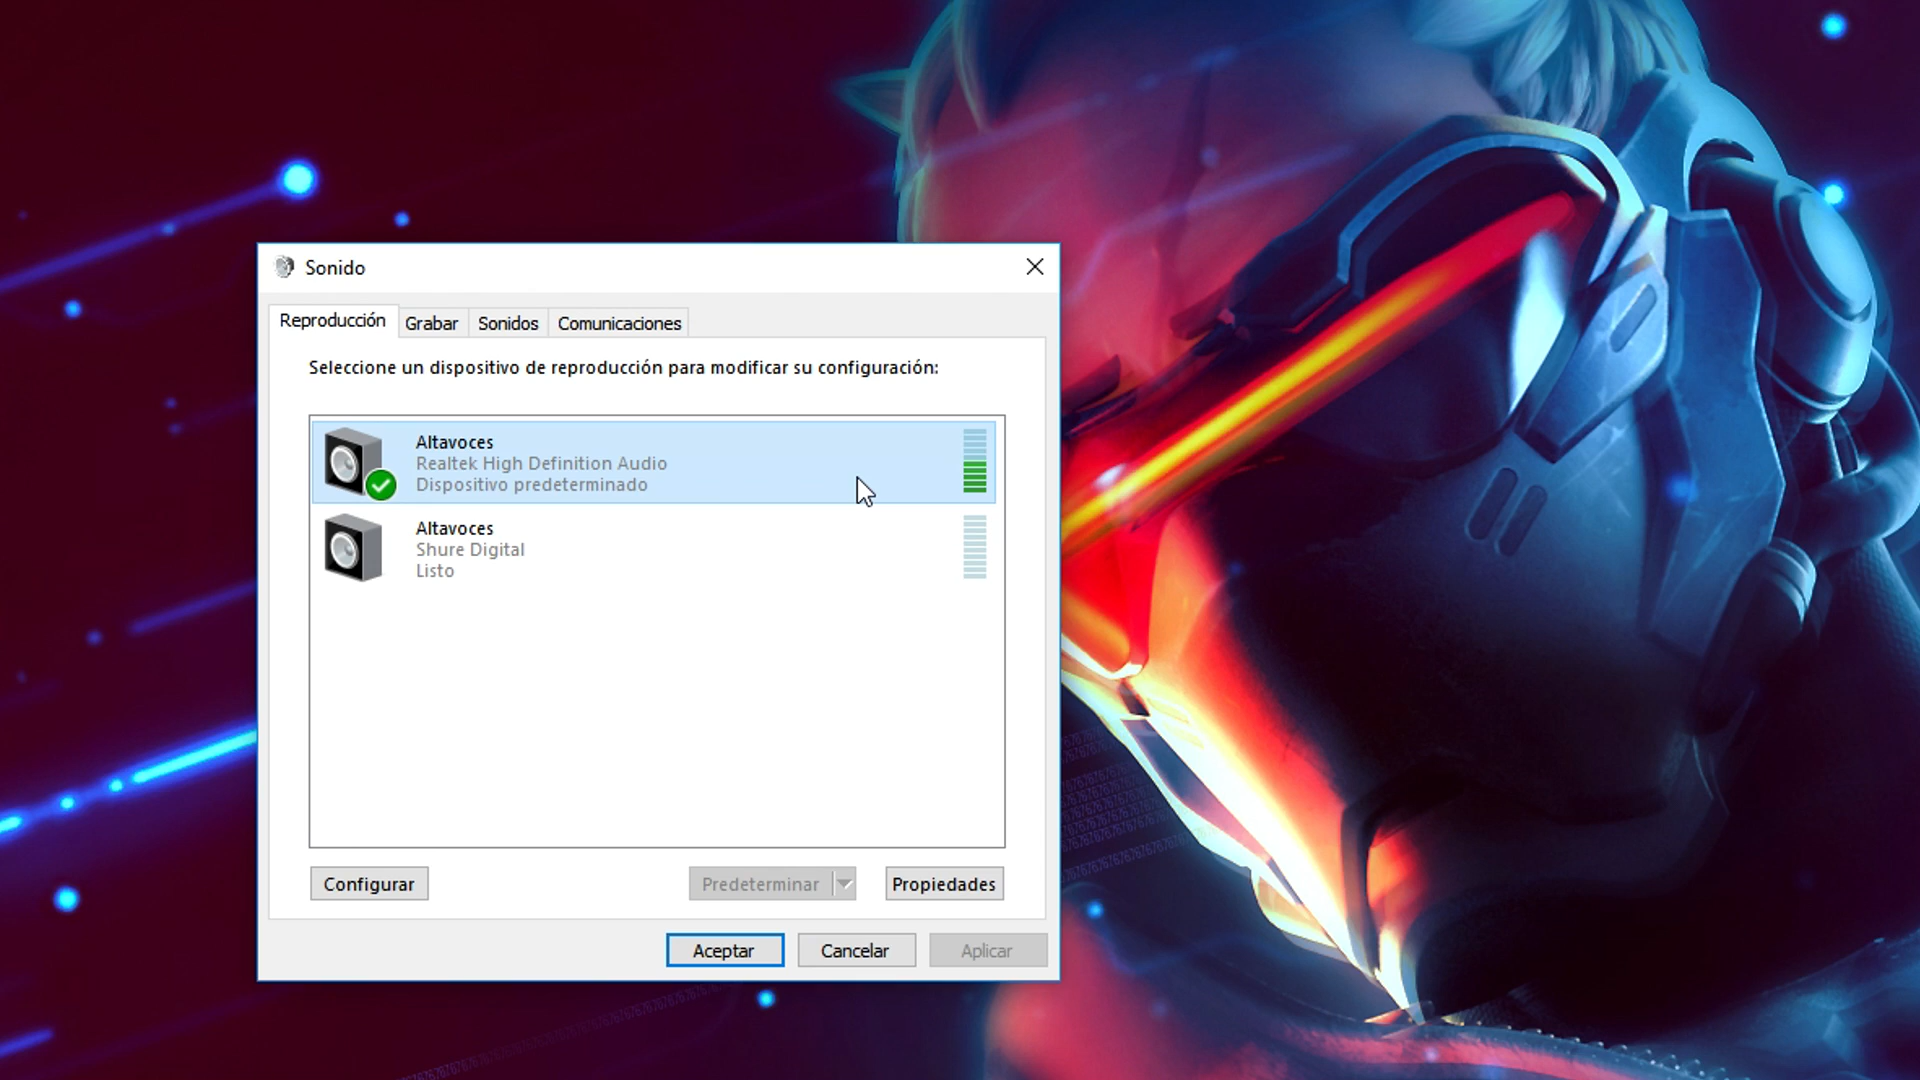 Sonido
Reproducción
Grabar
Sonidos
Comunicaciones
Seleccione un dispositivo de reproducción para modificar su configuración:
Altavoces
Realtek High Definition Audio
Dispositivo predeterminado
Altavoces
Shure Digital
Listo
Configurar
Predeterminar
Propiedades
Aceptar
Cancelar
Aplicar